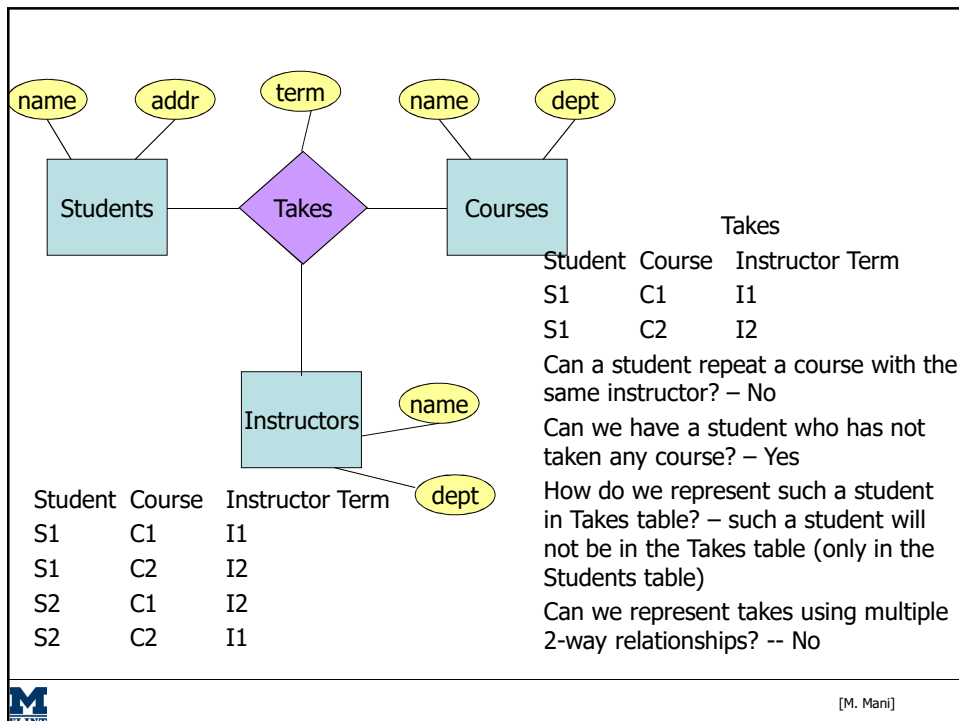 name
addr
term
name
dept
Students
Takes
Courses
Instructors
name
dept
Takes
Student Course Instructor Term
S1 C1 I1
S1 C2 I2
Can a student repeat a course with the
same instructor? – No
Can we have a student who has not
taken any course? – Yes
How do we represent such a student
in Takes table? – such a student will
not be in the Takes table (only in the
Students table)
Can we represent takes using multiple
2-way relationships? -- No
Student Course Instructor Term
S1 C1 I1
S1 C2 I2
S2 C1 I2
S2 C2 I1
M
[M. Mani]